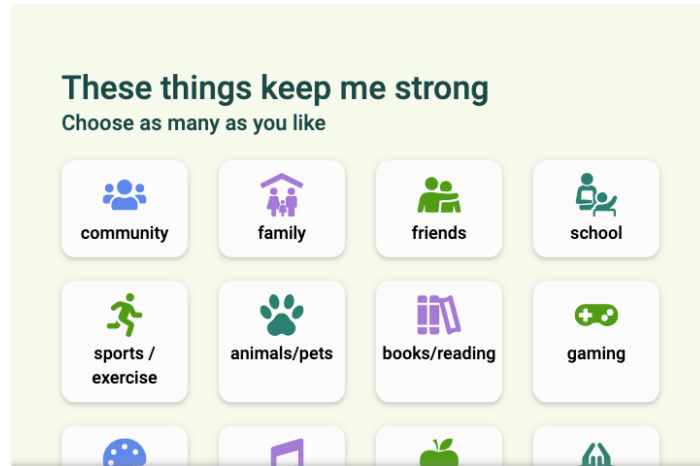 These things keep me strong
Choose as many as you like
community
family
friends
school
sports /
exercise
animals/pets
books/reading
gaming